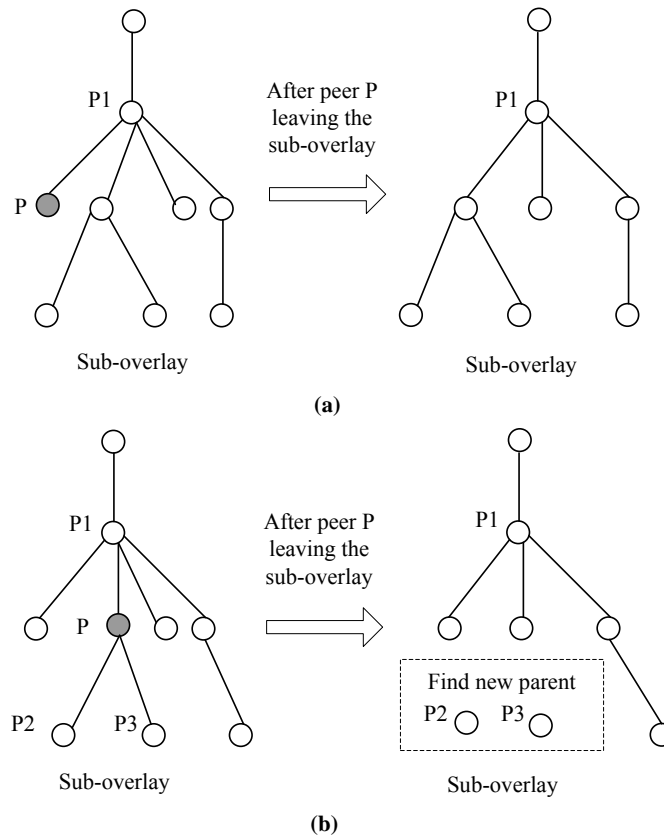 P1
After peer P
leaving the
sub-overlay
P1
P
Sub-overlay
Sub-overlay
(a)
P1
After peer P
leaving the
sub-overlay
P1
P
Find new parent
P2
P3
P2
P3
Sub-overlay
Sub-overlay
(b)